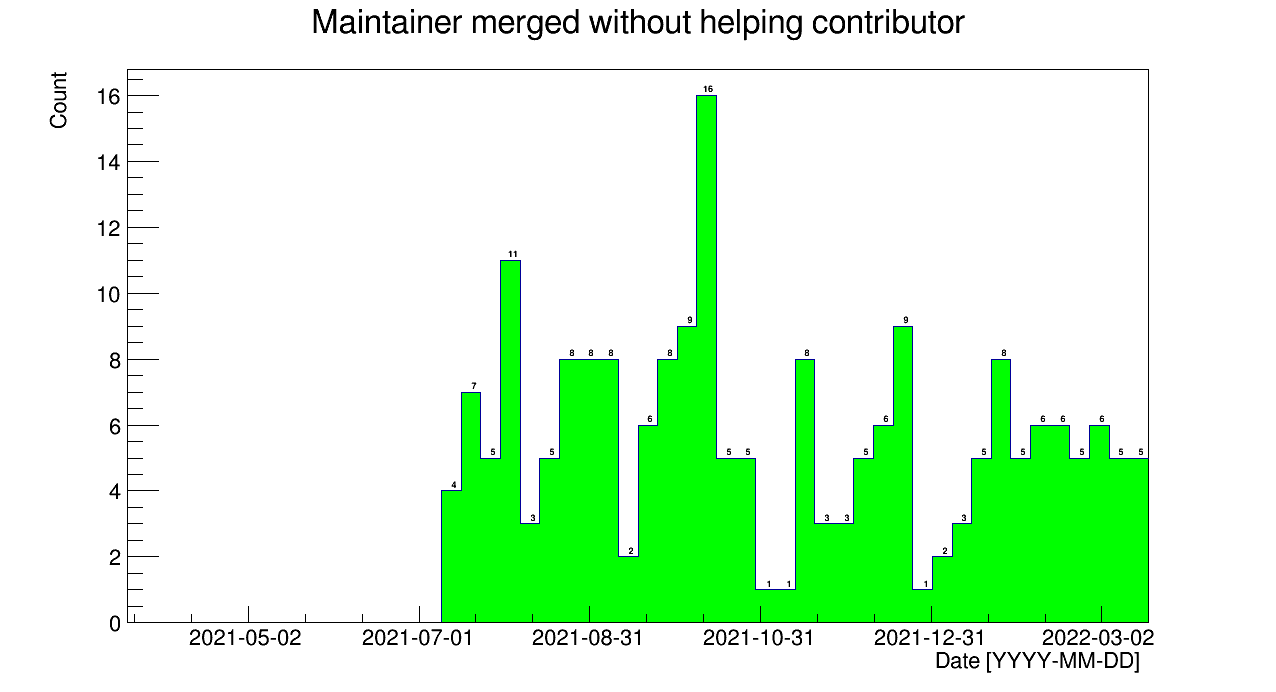 Maintainer merged without helping contributor
Count
16
14
12
10
8
6
4
2
0
4 7 5 11 3 5 8 8 8 2 6 8 9 16 5 5 1 1 8 3 3 5 6 9 1 2 3 5 8 5 6 6 5 6 5 5
2021-05-02 2021-07-01 2021-08-31 2021-10-31 2021-12-31 2022-03-02
Date [YYYY-MM-DD]